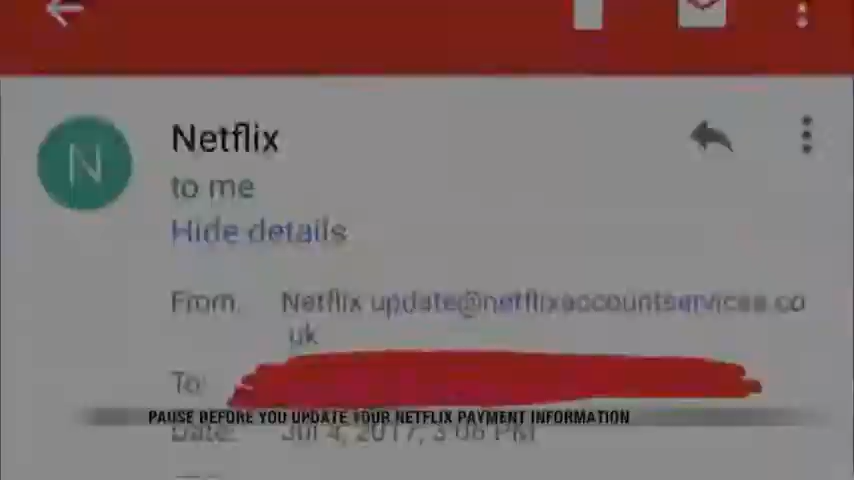 N
Netflix
to me
Hide details
From: Netflix update@netflixaccountservices.co
uk
To:
PAUSE BEFORE YOU UPDATE YOUR NETFLIX PAYMENT INFORMATION
Date: Jul 4, 2017, 3:08 PM